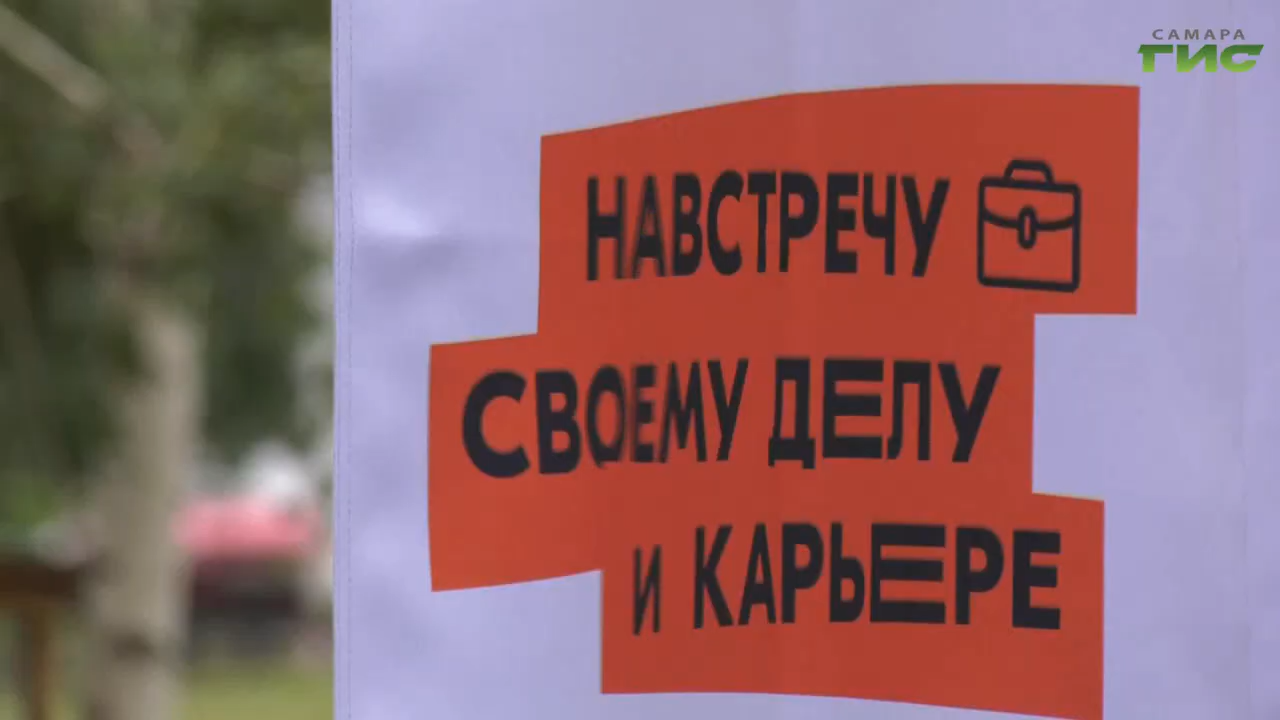 САМАРА
ГИС
НАВСТРЕЧУ
СВОЕМУ ДЕЛУ
И КАРЬЕРЕ